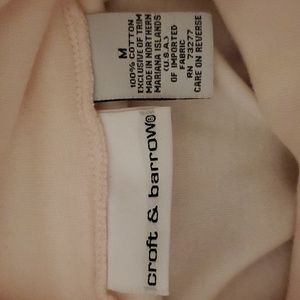 M
100% COTTON
EXCLUSIVE OF TRIM
MADE IN NORTHERN
MARIANA ISLANDS
(U.S.A.)
OF IMPORTED
FABRIC
RN 73277
CARE ON REVERSE
croft & barrow®